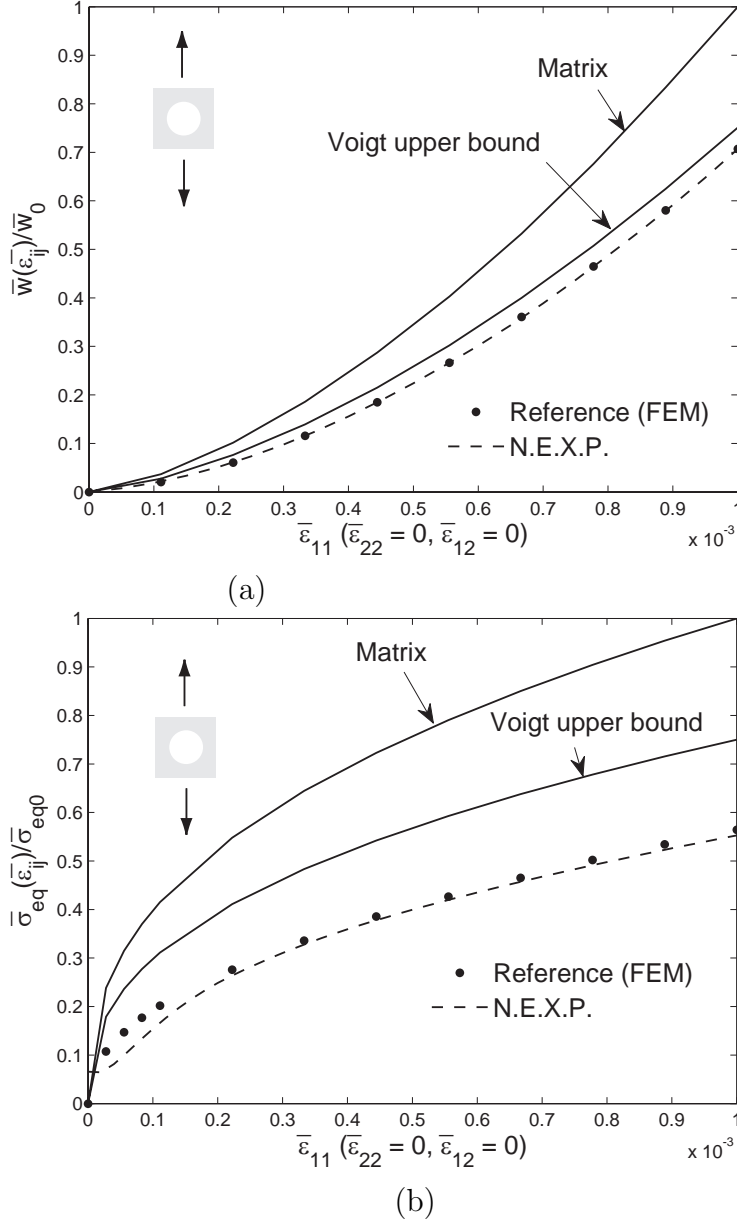 1
0.9
0.8
0.7
0.6
0.5
0.4
0.3
0.2
0.1
0
w̅(ε̅ij)/w̅0
Matrix
Voigt upper bound
Reference (FEM)
N.E.X.P.
0 0.1 0.2 0.3 0.4 0.5 0.6 0.7 0.8 0.9 1
ε̅11 (ε̅22 = 0, ε̅12 = 0)
x 10-3
(a)
1
0.9
0.8
0.7
0.6
0.5
0.4
0.3
0.2
0.1
0
σ̅eq(ε̅ij)/σ̅eq0
Matrix
Voigt upper bound
Reference (FEM)
N.E.X.P.
0 0.1 0.2 0.3 0.4 0.5 0.6 0.7 0.8 0.9 1
ε̅11 (ε̅22 = 0, ε̅12 = 0)
x 10-3
(b)